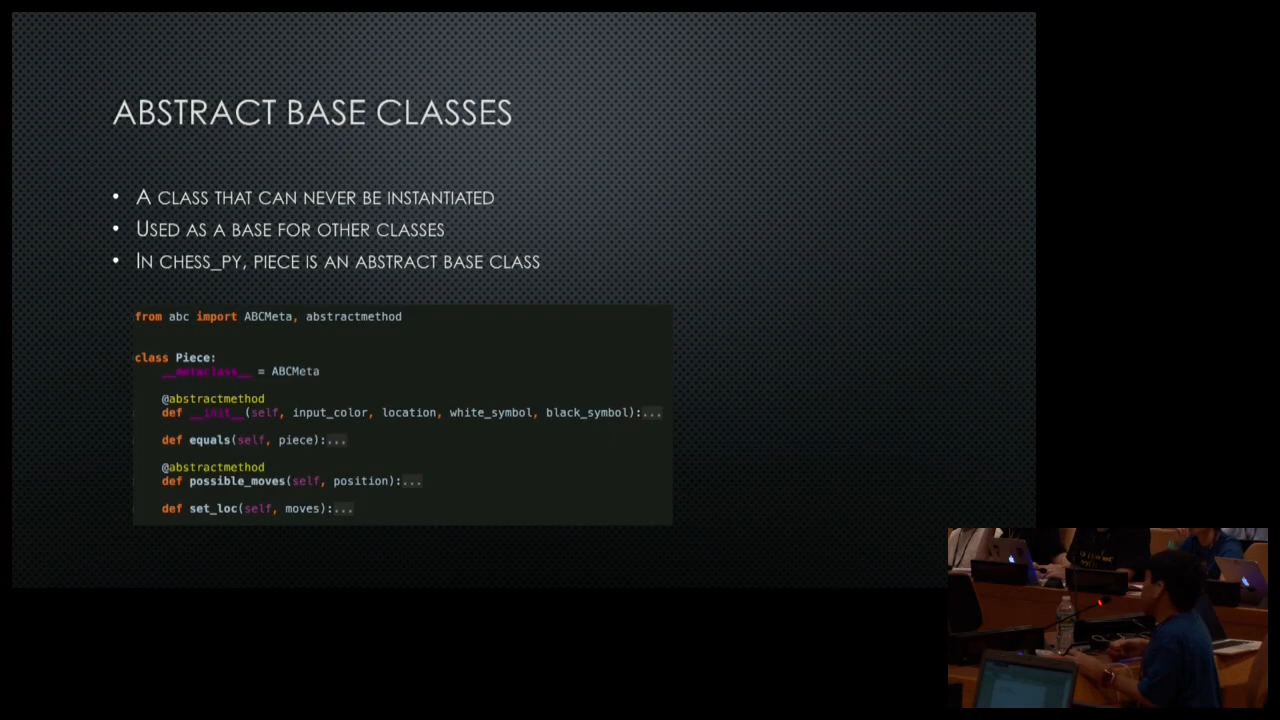 ABSTRACT BASE CLASSES
• A CLASS THAT CAN NEVER BE INSTANTIATED
• USED AS A BASE FOR OTHER CLASSES
• IN CHESS_PY, PIECE IS AN ABSTRACT BASE CLASS
from abc import ABCMeta, abstractmethod
class Piece:
__metaclass__ = ABCMeta
@abstractmethod
def __init__(self, input_color, location, white_symbol, black_symbol):...
def equals(self, piece):...
@abstractmethod
def possible_moves(self, position):...
def set_loc(self, moves):...